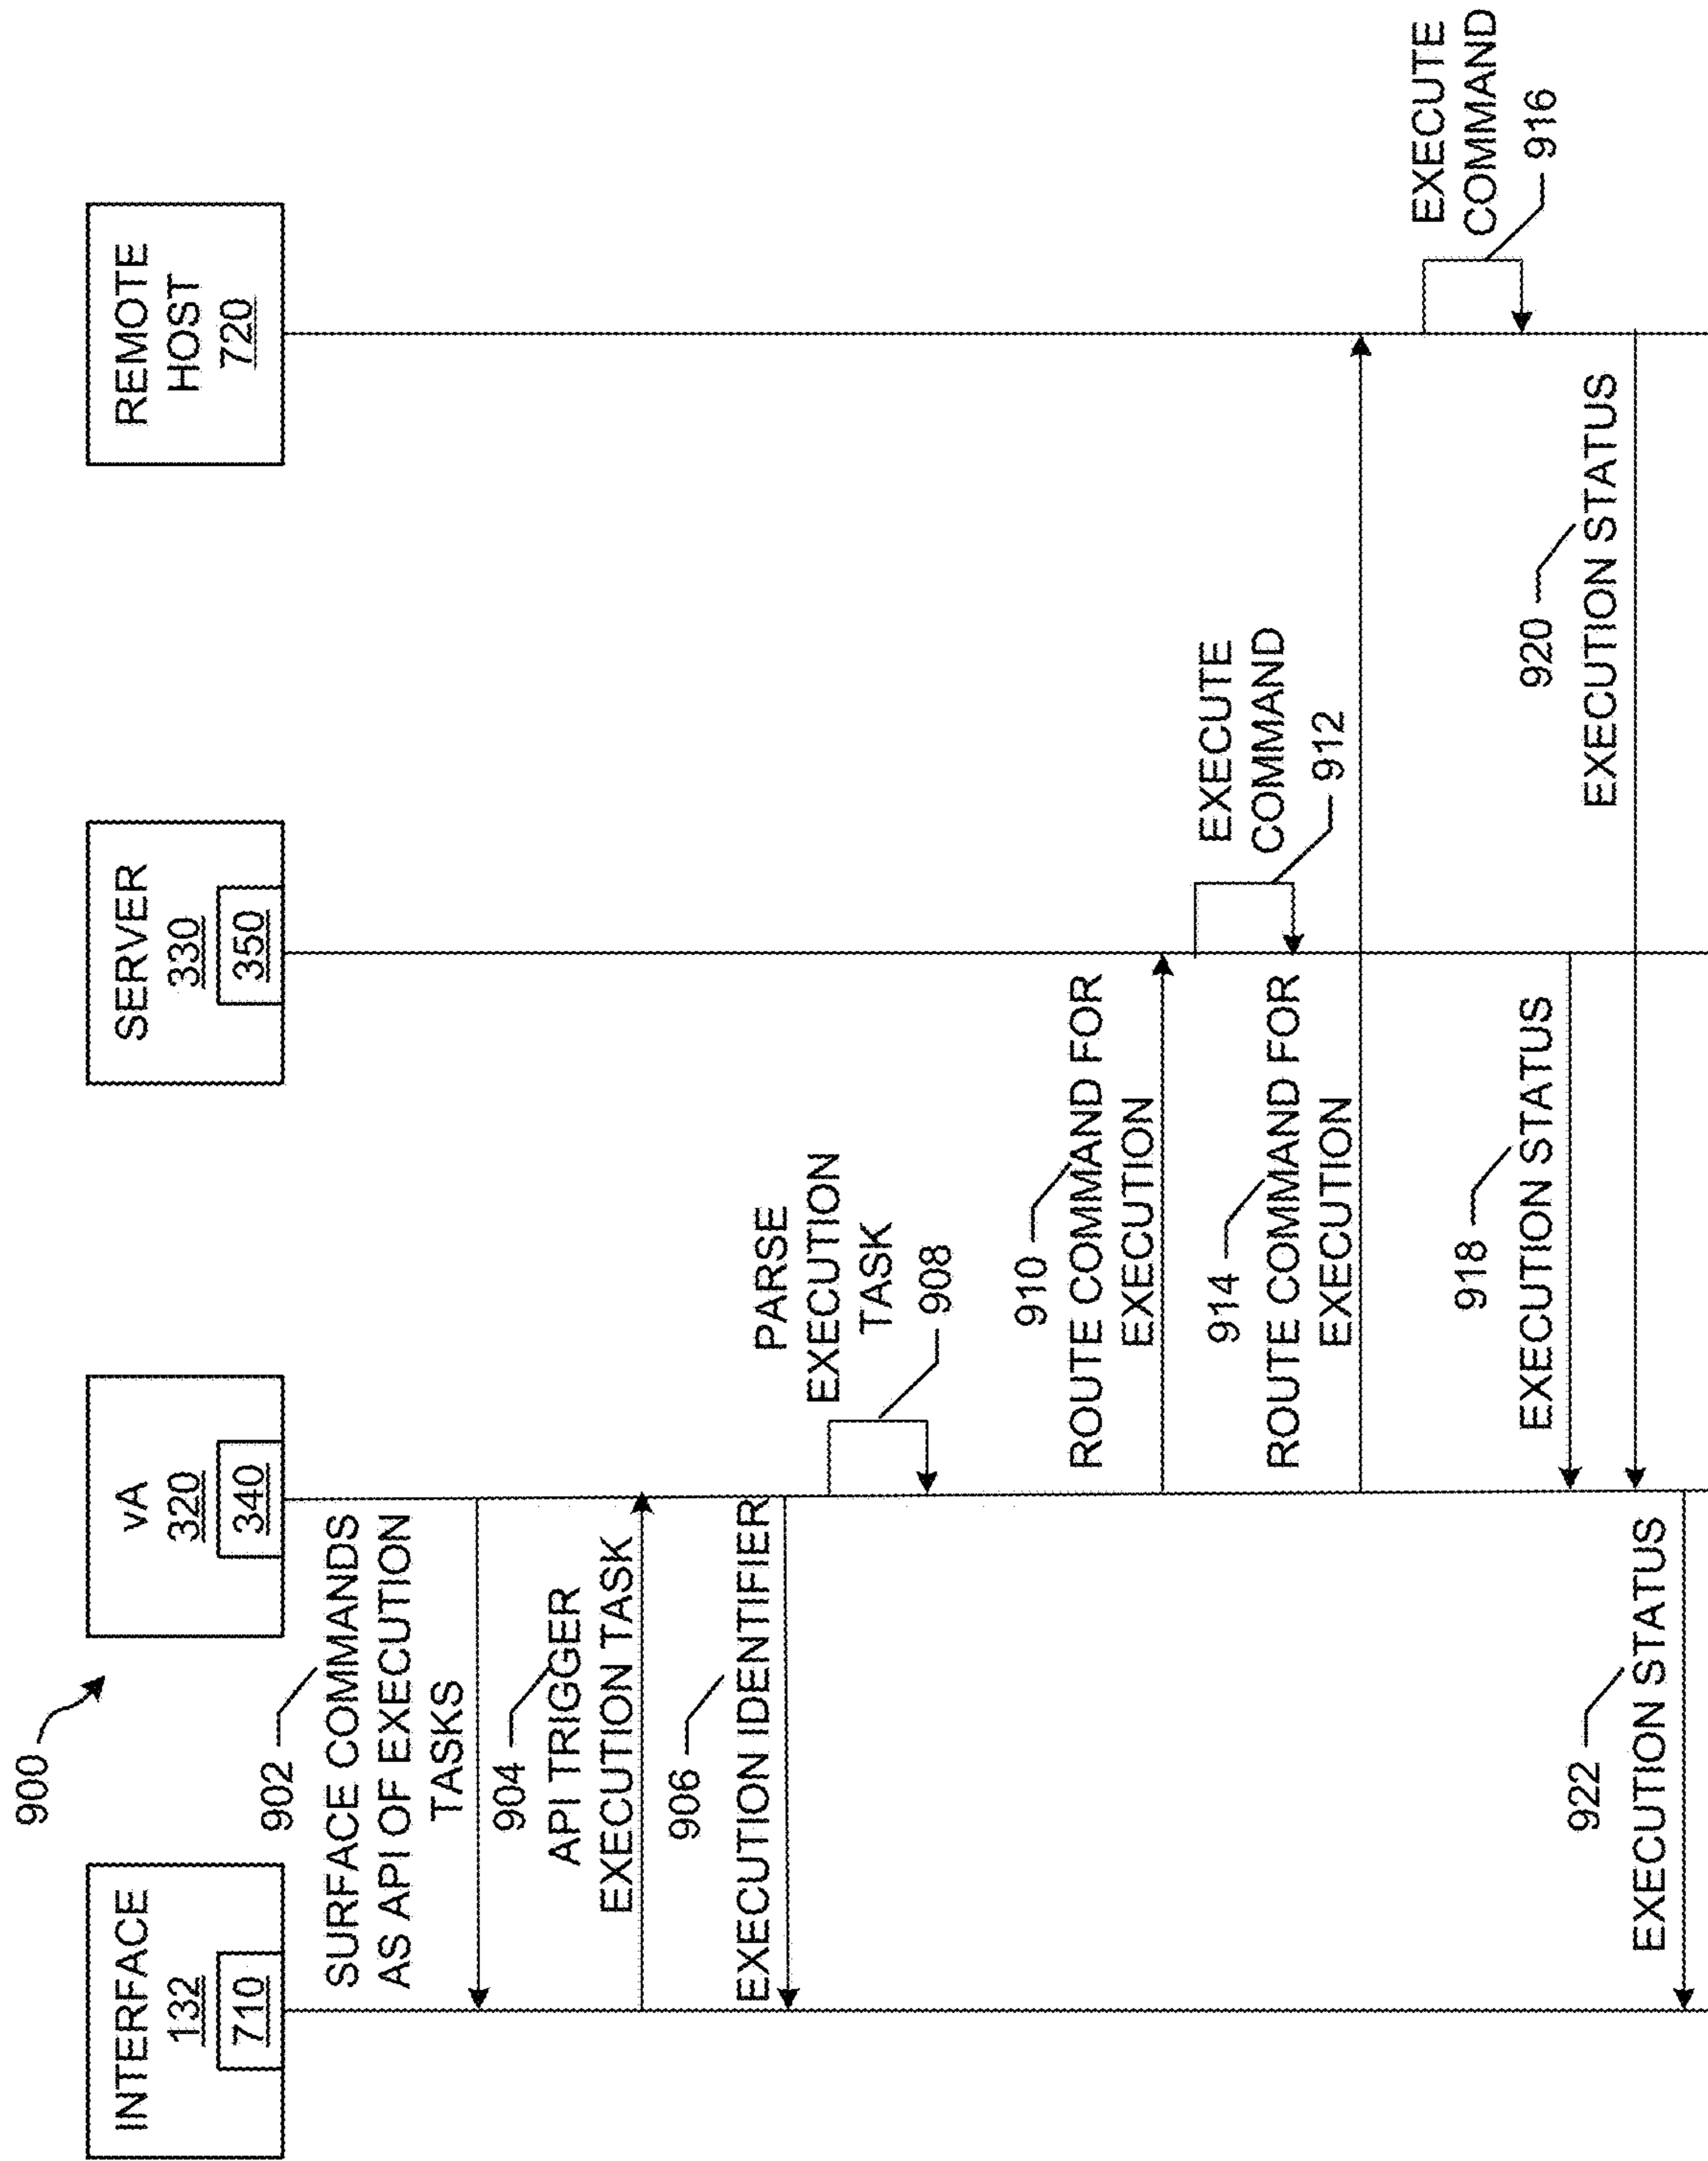 900
INTERFACE
132
710
vA
320
340
SERVER
330
350
REMOTE
HOST
720
902
SURFACE COMMANDS
AS API OF EXECUTION
TASKS
904
API TRIGGER
EXECUTION TASK
906
EXECUTION IDENTIFIER
PARSE
EXECUTION
TASK
908
910
ROUTE COMMAND FOR
EXECUTION
EXECUTE
COMMAND
912
914
ROUTE COMMAND FOR
EXECUTION
EXECUTE
COMMAND
916
918
EXECUTION STATUS
920
EXECUTION STATUS
922
EXECUTION STATUS